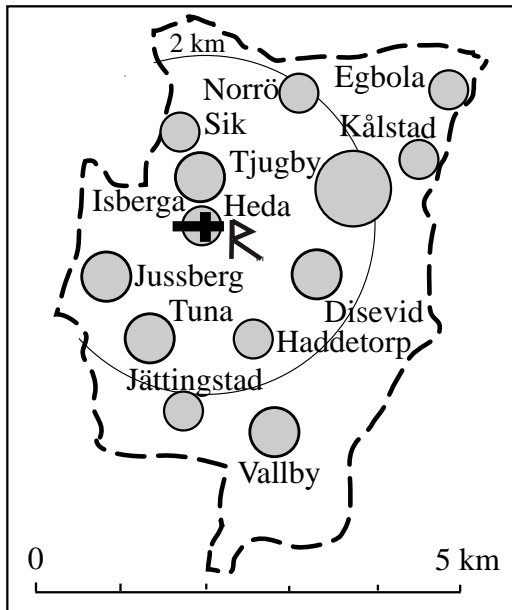 2 km
Egbola
Norrö
Sik
Kålstad
Tjugby
Isberga
Heda
R
Jussberg
Tuna
Disevid
Haddetorp
Jättingstad
Vallby
0
5 km